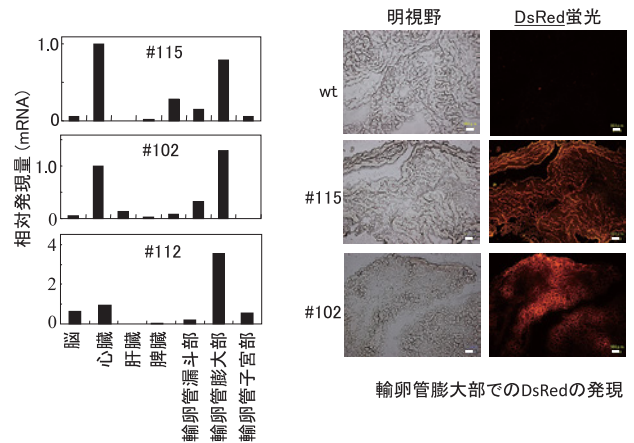 相対発現量 (mRNA)
#115
1.0
0
#102
1.0
0
#112
4
2
0
脳
心臓
肝臓
脾臓
輸卵管漏斗部
輸卵管膨大部
輸卵管子宮部
明視野
DsRed蛍光
wt
#115
#102
輸卵管膨大部でのDsRedの発現